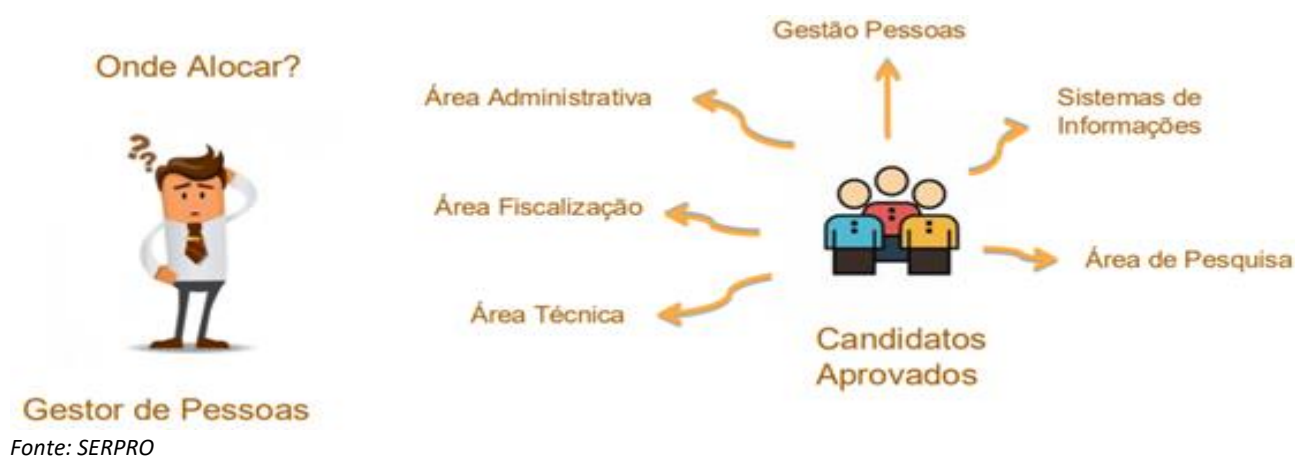 Onde Alocar?
??
Gestor de Pessoas
Gestão Pessoas
Área Administrativa
Sistemas de
Informações
Área Fiscalização
Área de Pesquisa
Área Técnica
Candidatos
Aprovados
Fonte: SERPRO